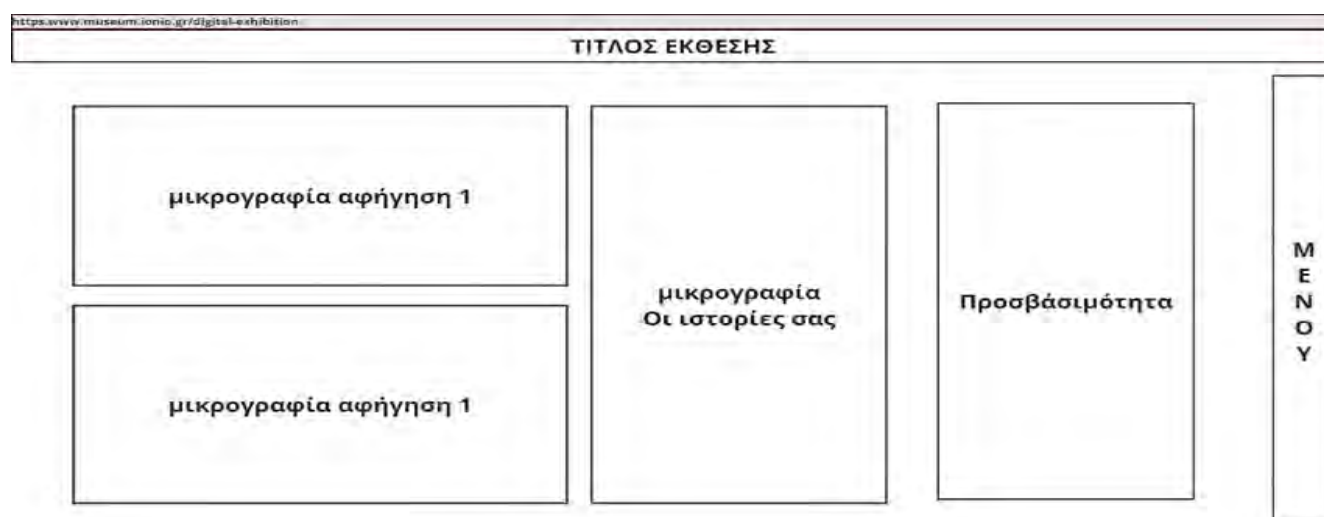 https.www.museum.ionio.gr/digital-exhibition
ΤΙΤΛΟΣ ΕΚΘΕΣΗΣ
μικρογραφία αφήγηση 1
μικρογραφία αφήγηση 1
μικρογραφία
Οι ιστορίες σας
Προσβάσιμότητα
Μ
Ε
Ν
Ο
Υ